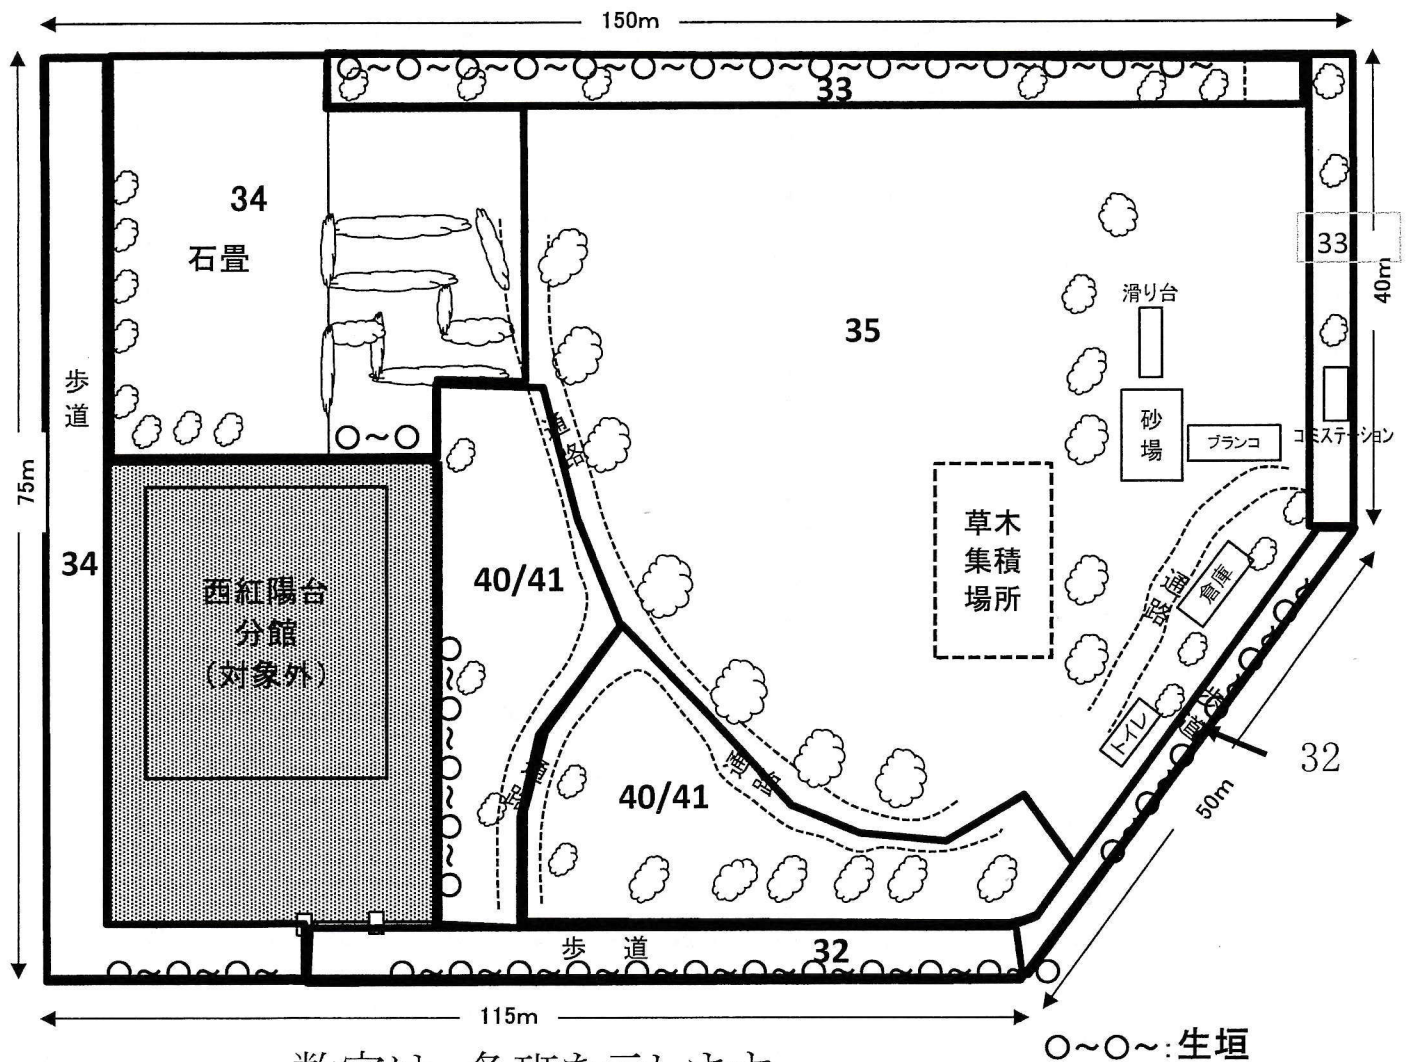 150m
33
34
石畳
33
40m
滑り台
35
歩道
砂場
ブランコ
ゴミステーション
通路
75m
草木
集積
場所
34
40/41
西紅陽台
分館
(対象外)
倉庫
通路
歩道
トイレ
32
通路
通路
40/41
50m
歩道
32
115m
○～○～:生垣